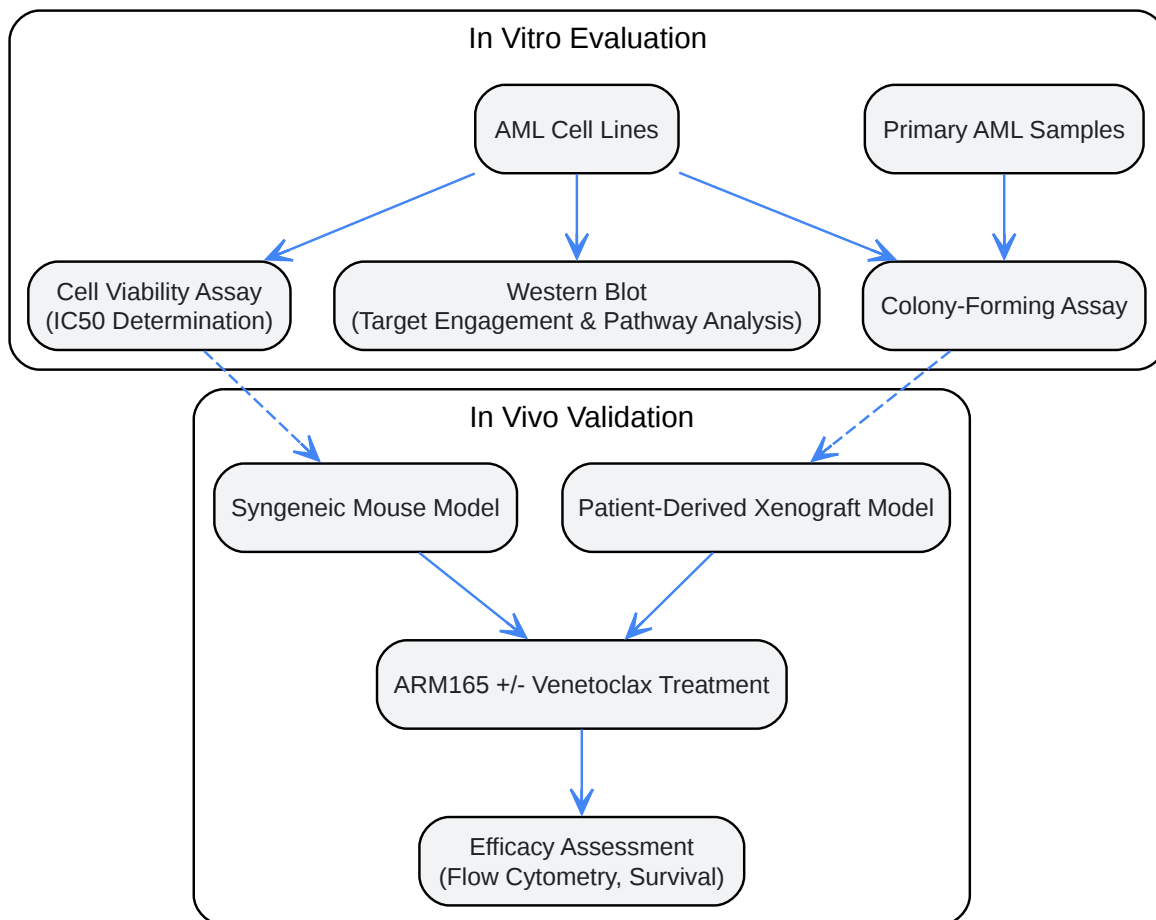 In Vitro Evaluation
AML Cell Lines
Primary AML Samples
Cell Viability Assay
(IC50 Determination)
Western Blot
(Target Engagement & Pathway Analysis)
Colony-Forming Assay
In Vivo Validation
Syngeneic Mouse Model
Patient-Derived Xenograft Model
ARM165 +/- Venetoclax Treatment
Efficacy Assessment
(Flow Cytometry, Survival)